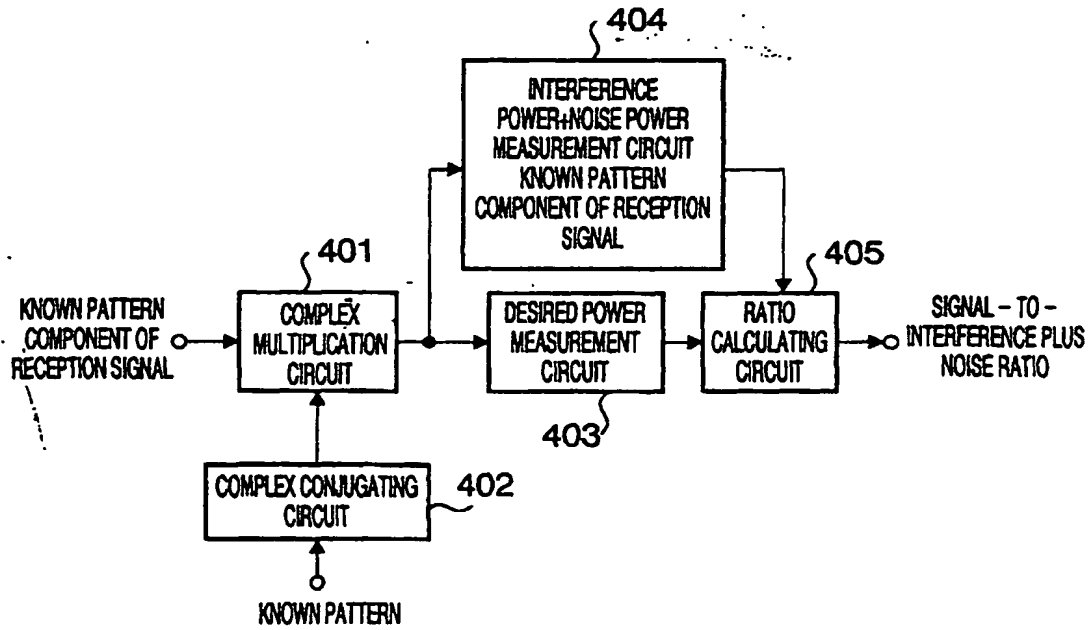 404
INTERFERENCE
POWER+NOISE POWER
MEASUREMENT CIRCUIT
KNOWN PATTERN
COMPONENT OF RECEPTION
SIGNAL
401
405
KNOWN PATTERN
COMPONENT OF
RECEPTION SIGNAL
COMPLEX
MULTIPLICATION
CIRCUIT
DESIRED POWER
MEASUREMENT
CIRCUIT
RATIO
CALCULATING
CIRCUIT
SIGNAL – TO –
INTERFERENCE PLUS
NOISE RATIO
403
COMPLEX CONJUGATING
CIRCUIT
402
KNOWN PATTERN